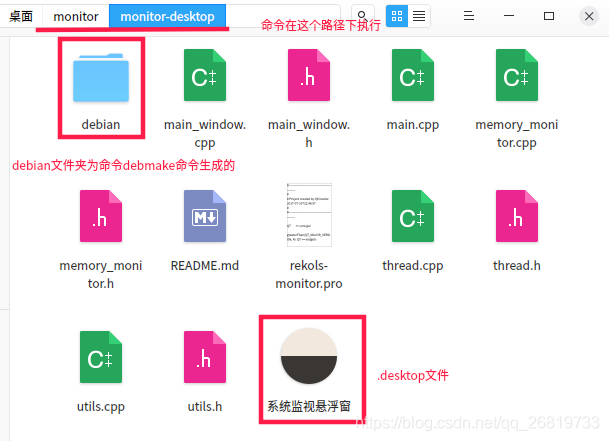 桌面 monitor monitor-desktop
命令在这个路径下执行
debian
main_window.
cpp
main_window.
h
main.cpp
memory_moni
tor.cpp
debian文件夹为命令debmake命令生成的
memory_moni
tor.h
README.md
rekols-
monitor.pro
thread.cpp
thread.h
.desktop文件
utils.cpp
utils.h
系统监视悬浮窗
https://blog.csdn.net/qq_26819733